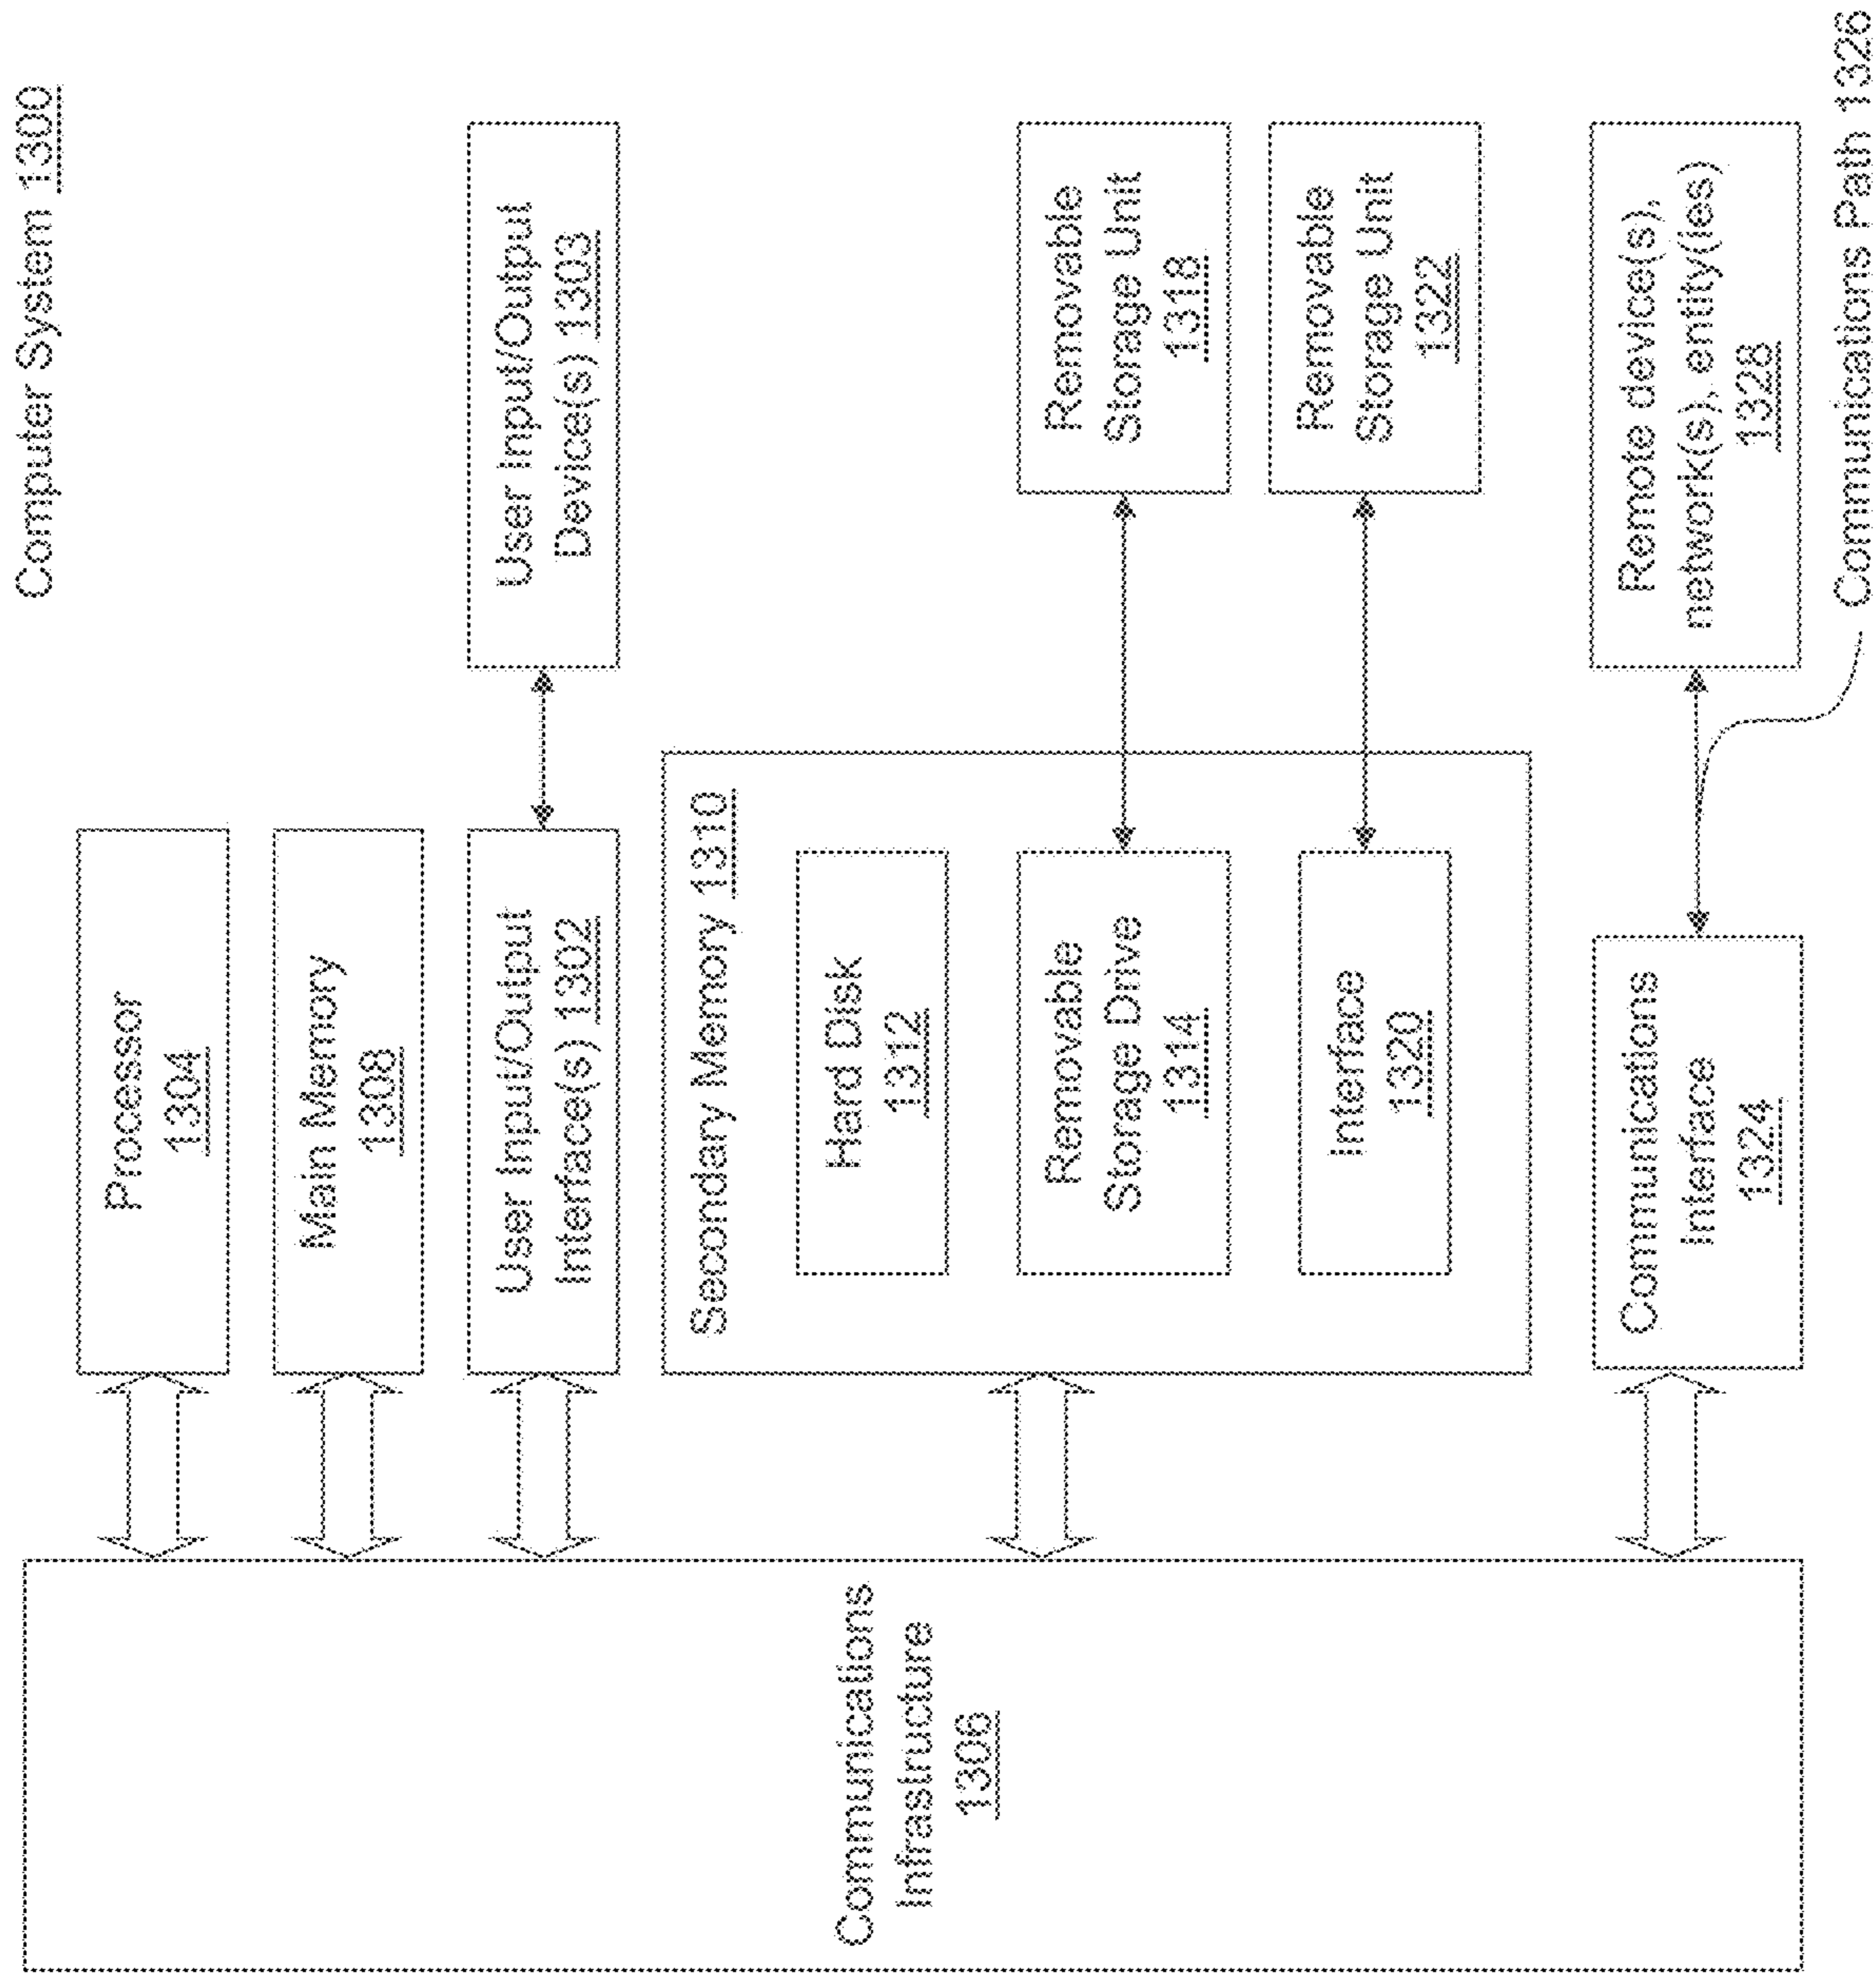 Computer System 1300
Processor
1304
Main Memory
1308
User Input/Output
Interface(s) 1302
User Input/Output
Device(s) 1303
Secondary Memory 1310
Hard Disk
1312
Removable
Storage Drive
1314
Removable
Storage Unit
1318
Interface
1320
Removable
Storage Unit
1322
Communications
Infrastructure
1306
Communications
Interface
1324
Remote device(s),
network(s), entity(ies)
1328
Communications Path 1326